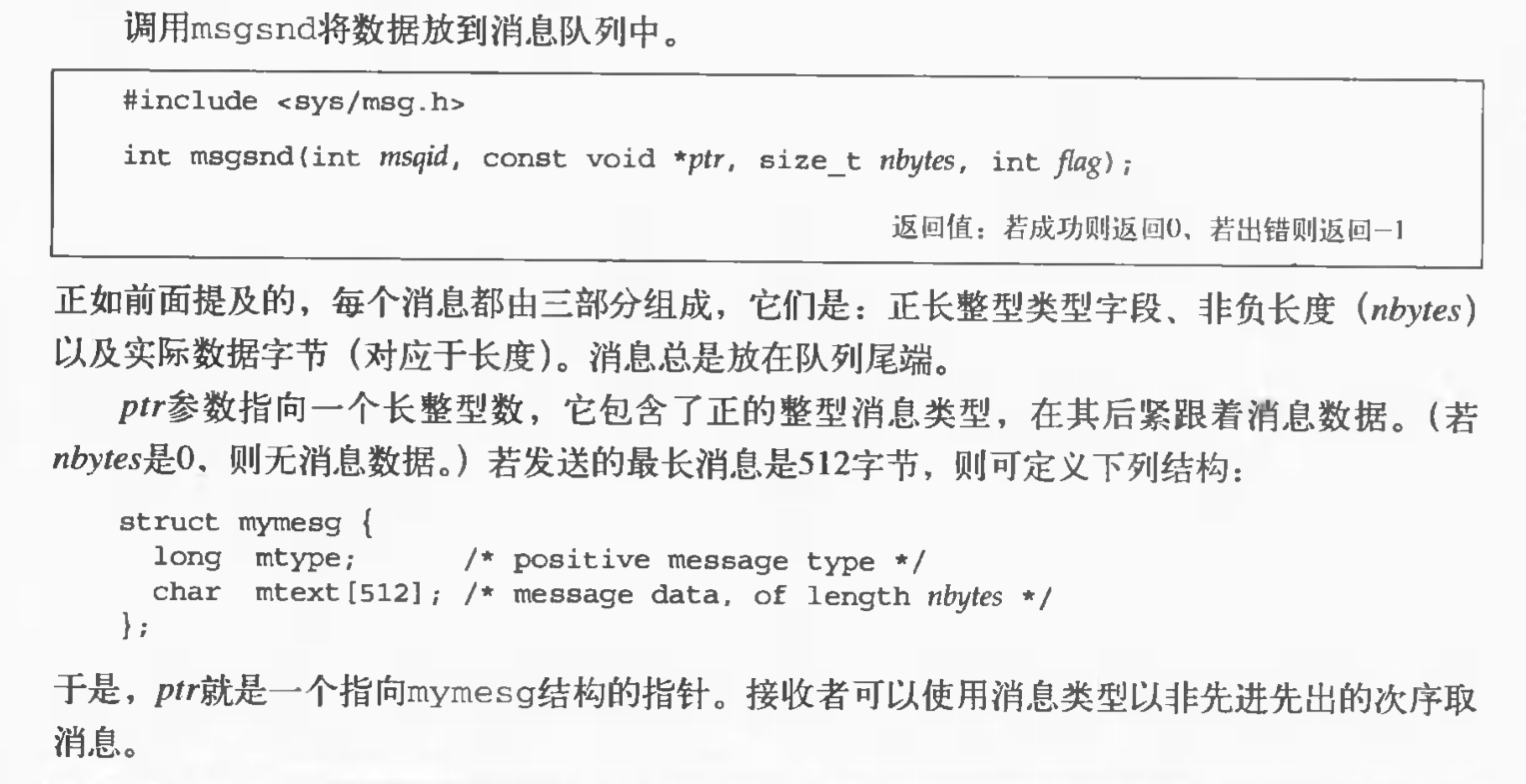 调用msgsnd将数据放到消息队列中。
#include <sys/msg.h>
int msgsnd(int msqid, const void *ptr, size_t nbytes, int flag);
返回值：若成功则返回0，若出错则返回−1
正如前面提及的，每个消息都由三部分组成，它们是：正长整型类型字段、非负长度（nbytes）
以及实际数据字节（对应于长度）。消息总是放在队列尾端。
ptr参数指向一个长整型数，它包含了正的整型消息类型，在其后紧跟着消息数据。（若
nbytes是0，则无消息数据。）若发送的最长消息是512字节，则可定义下列结构：
struct mymesg {
long  mtype;      /* positive message type */
char  mtext[512]; /* message data, of length nbytes */
};
于是，ptr就是一个指向mymesg结构的指针。接收者可以使用消息类型以非先进先出的次序取
消息。